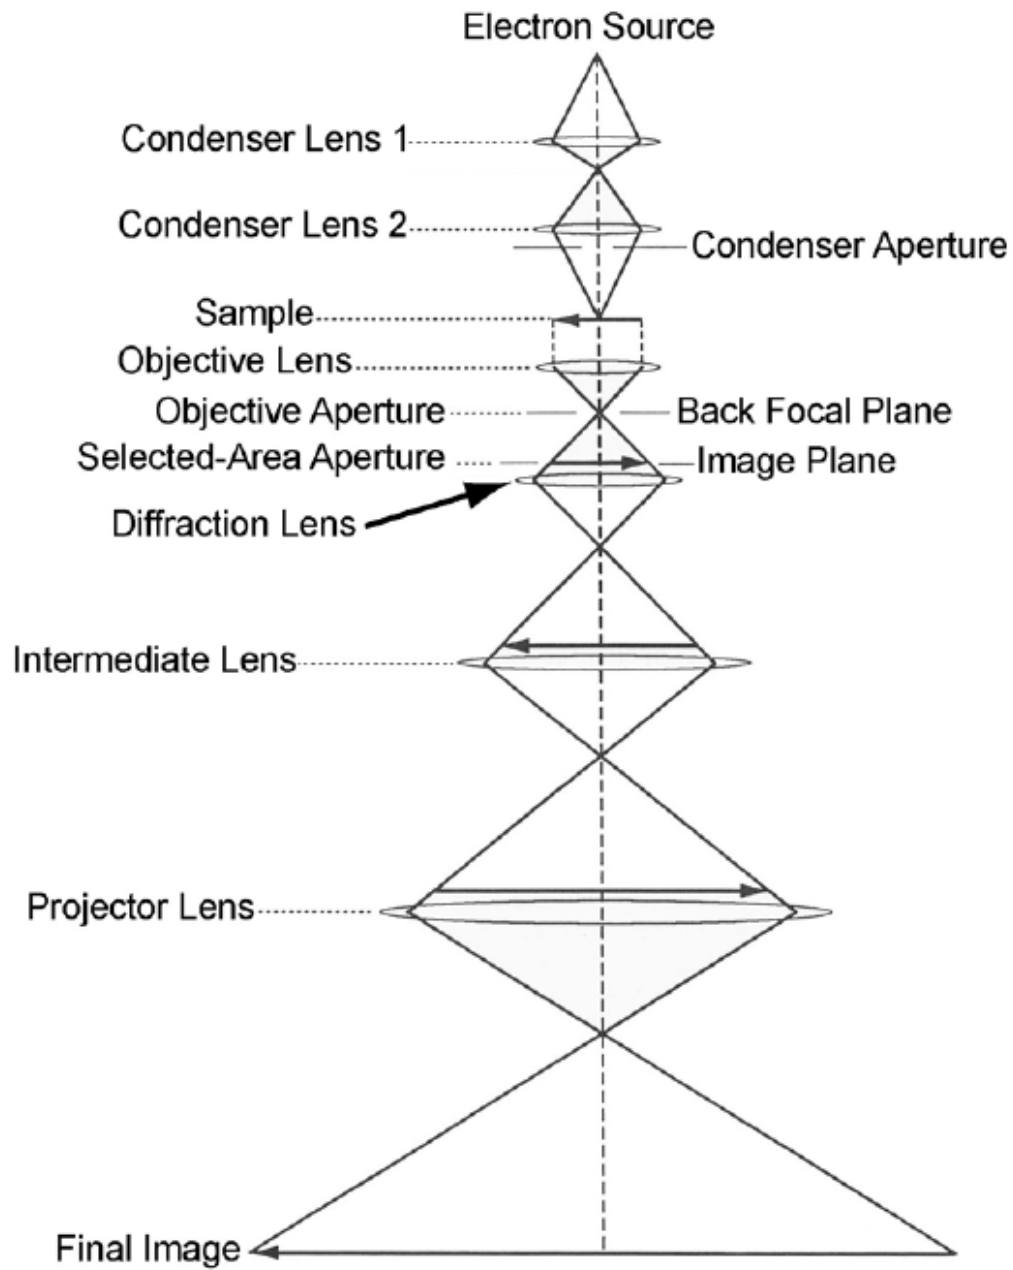 Electron Source
Condenser Lens 1
Condenser Lens 2
Condenser Aperture
Sample
Objective Lens
Objective Aperture
Back Focal Plane
Selected-Area Aperture
Image Plane
Diffraction Lens
Intermediate Lens
Projector Lens
Final Image